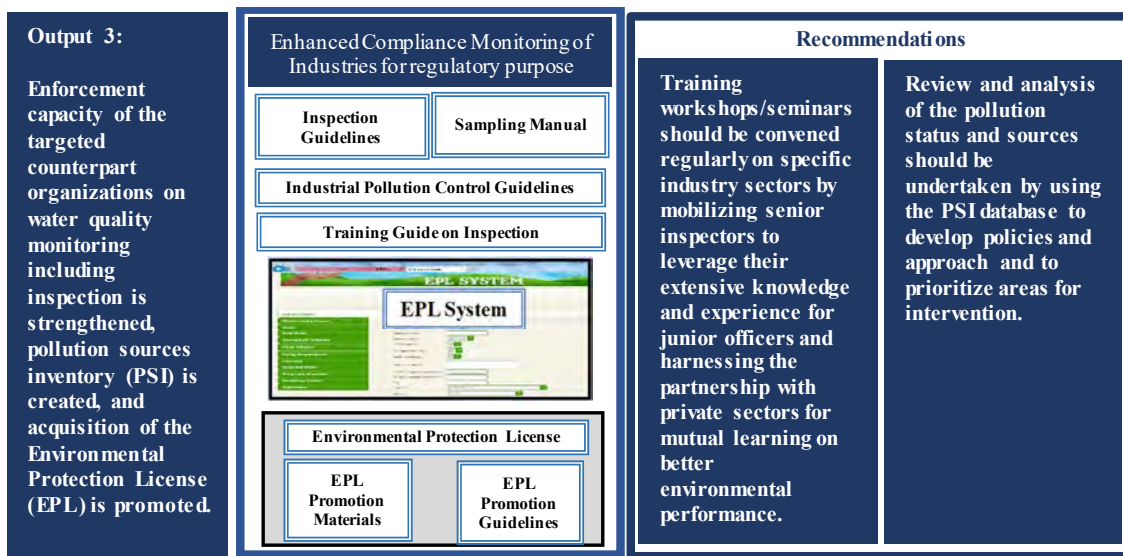 Output 3:
Enforcement
capacity of the
targeted
counterpart
organizations on
water quality
monitoring
including
inspection is
strengthened,
pollution sources
inventory (PSI) is
created, and
acquisition of the
Environmental
Protection License
(EPL) is promoted.
Enhanced Compliance Monitoring of
Industries for regulatory purpose
Inspection
Guidelines
Sampling Manual
Industrial Pollution Control Guidelines
Training Guide on Inspection
EPL SYSTEM
EPL System
Environmental Protection License
EPL
Promotion
Materials
EPL
Promotion
Guidelines
Recommendations
Training
workshops/seminars
should be convened
regularly on specific
industry sectors by
mobilizing senior
inspectors to
leverage their
extensive knowledge
and experience for
junior officers and
harnessing the
partnership with
private sectors for
mutual learning on
better
environmental
performance.
Review and analysis
of the pollution
status and sources
should be
undertaken by using
the PSI database to
develop policies and
approach and to
prioritize areas for
intervention.